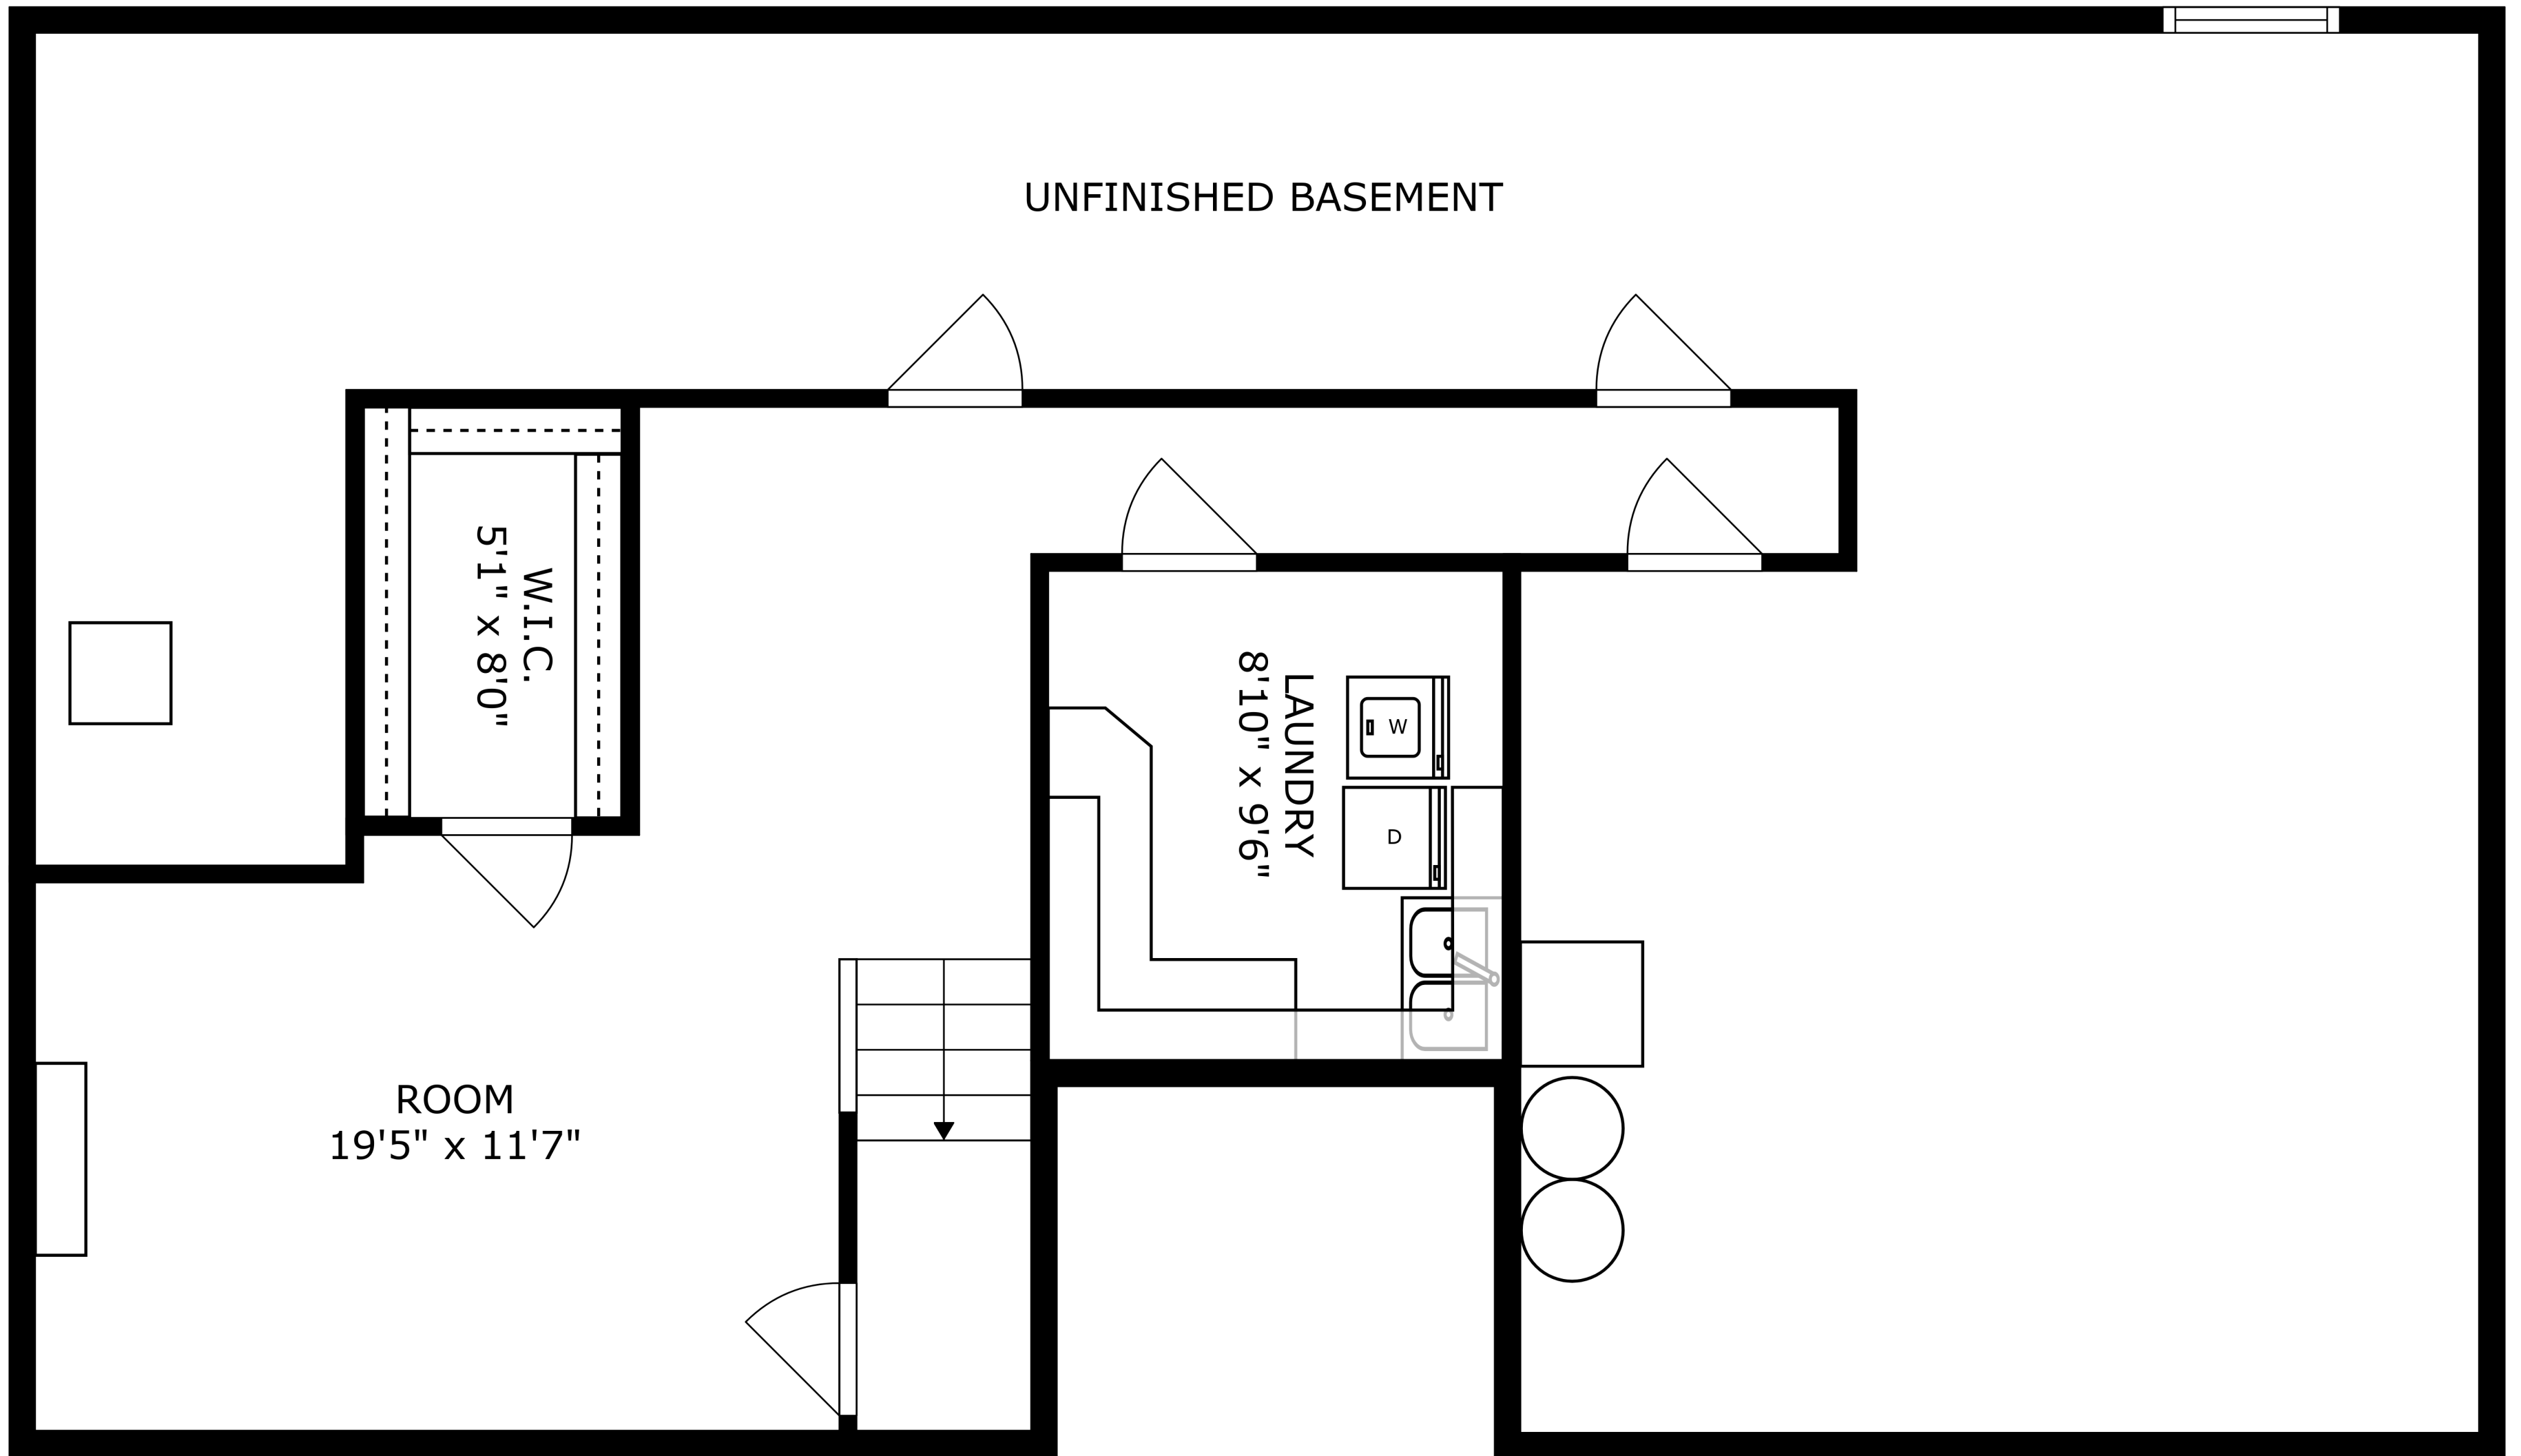 UNFINISHED BASEMENT
W.I.C.
5'1" x 8'0"
LAUNDRY
8'10" x 9'6"
W
D
ROOM
19'5" x 11'7"